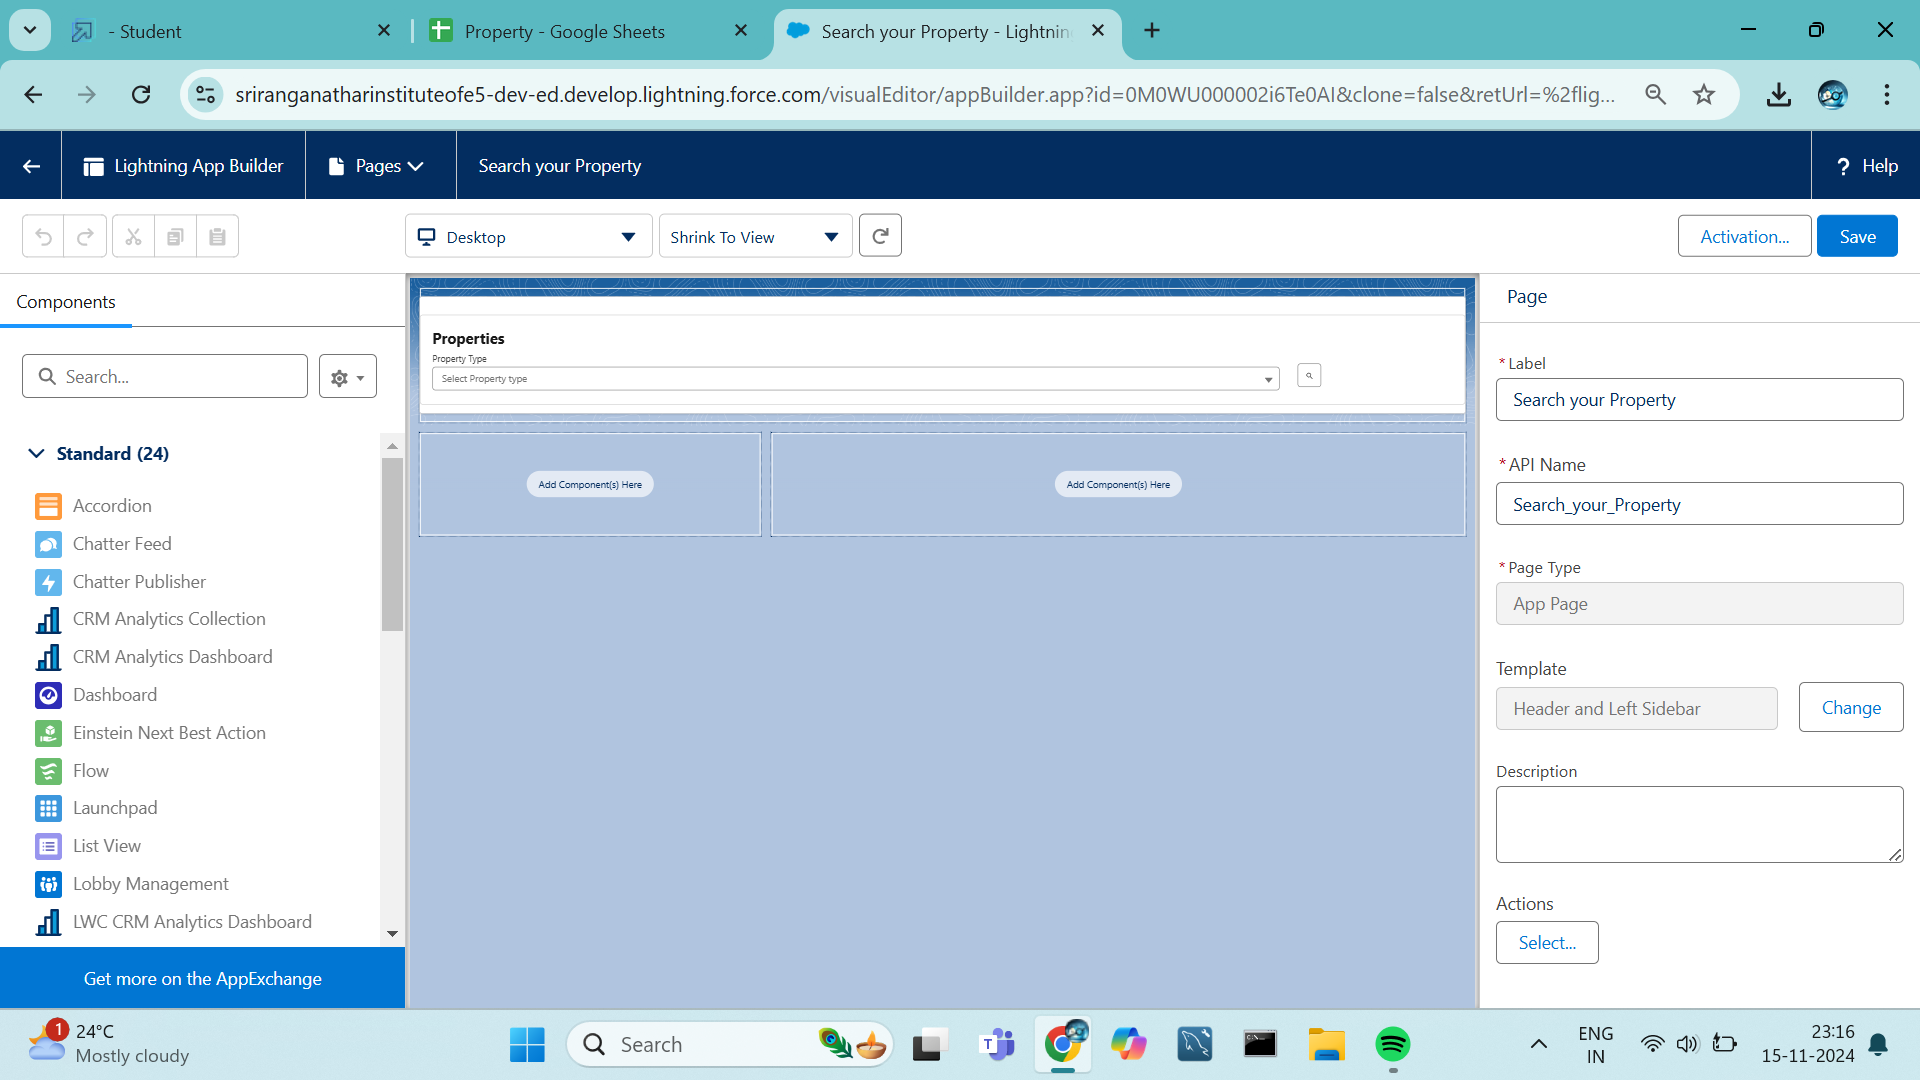 - Student
Property - Google Sheets
Search your Property - Lightnin
sriranganatharinstituteofe5-dev-ed.develop.lightning.force.com/visualEditor/appBuilder.app?id=0M0WU000002i6Te0AI&clone=false&retUrl=%2flig...
Lightning App Builder
Pages
Search your Property
? Help
Desktop
Shrink To View
Activation...
Save
Components
Search...
Standard (24)
Accordion
Chatter Feed
Chatter Publisher
CRM Analytics Collection
CRM Analytics Dashboard
Dashboard
Einstein Next Best Action
Flow
Launchpad
List View
Lobby Management
LWC CRM Analytics Dashboard
Get more on the AppExchange
Properties
Property Type
Select Property type
Add Component(s) Here
Add Component(s) Here
Page
* Label
Search your Property
* API Name
Search_your_Property
* Page Type
App Page
Template
Header and Left Sidebar
Change
Description
Actions
Select...
1
24°C
Mostly cloudy
Search
T
ENG
IN
23:16
15-11-2024